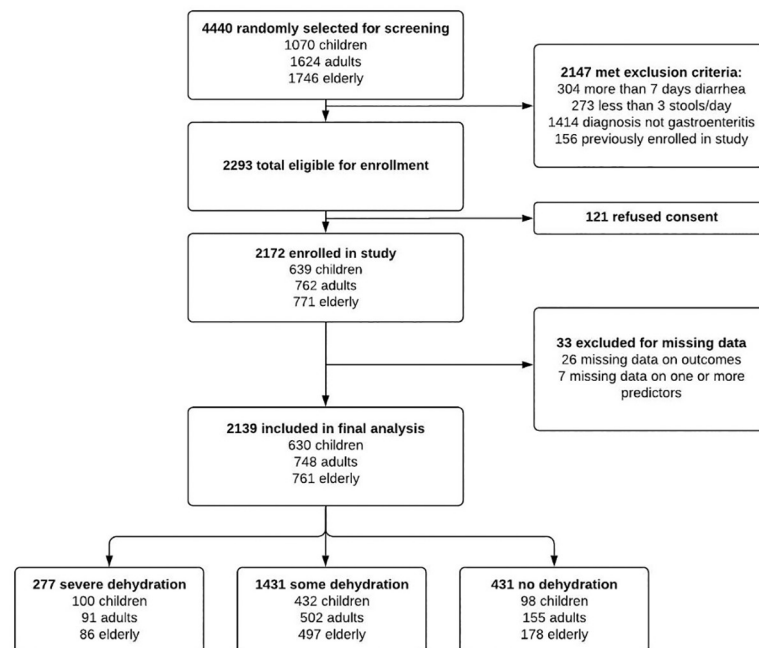 4440 randomly selected for screening
1070 children
1624 adults
1746 elderly
2147 met exclusion criteria:
304 more than 7 days diarrhea
273 less than 3 stools/day
1414 diagnosis not gastroenteritis
156 previously enrolled in study
2293 total eligible for enrollment
121 refused consent
2172 enrolled in study
639 children
762 adults
771 elderly
33 excluded for missing data
26 missing data on outcomes
7 missing data on one or more
predictors
2139 included in final analysis
630 children
748 adults
761 elderly
277 severe dehydration
100 children
91 adults
86 elderly
1431 some dehydration
432 children
502 adults
497 elderly
431 no dehydration
98 children
155 adults
178 elderly